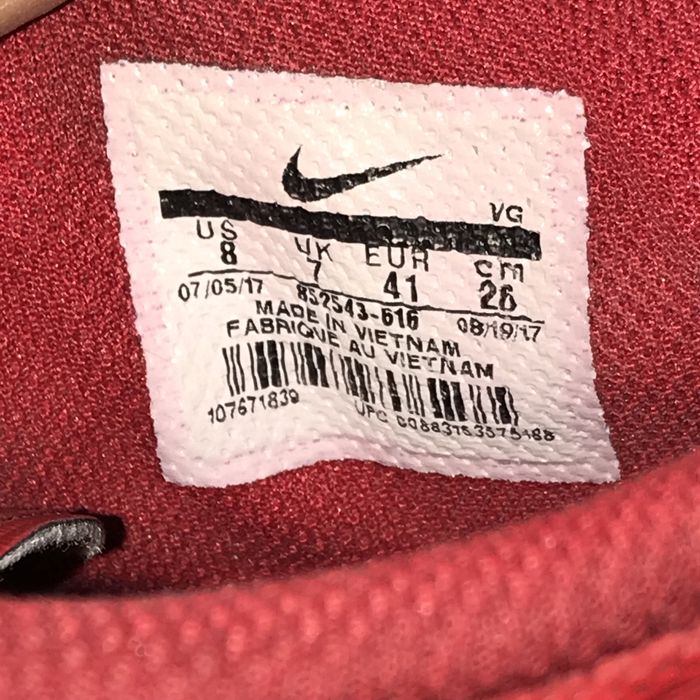 VG
US UK EUR CM
8 7 41 26
07/05/17 852543-616 08/19/17
MADE IN VIETNAM
FABRIQUE AU VIETNAM
107671839 UPC